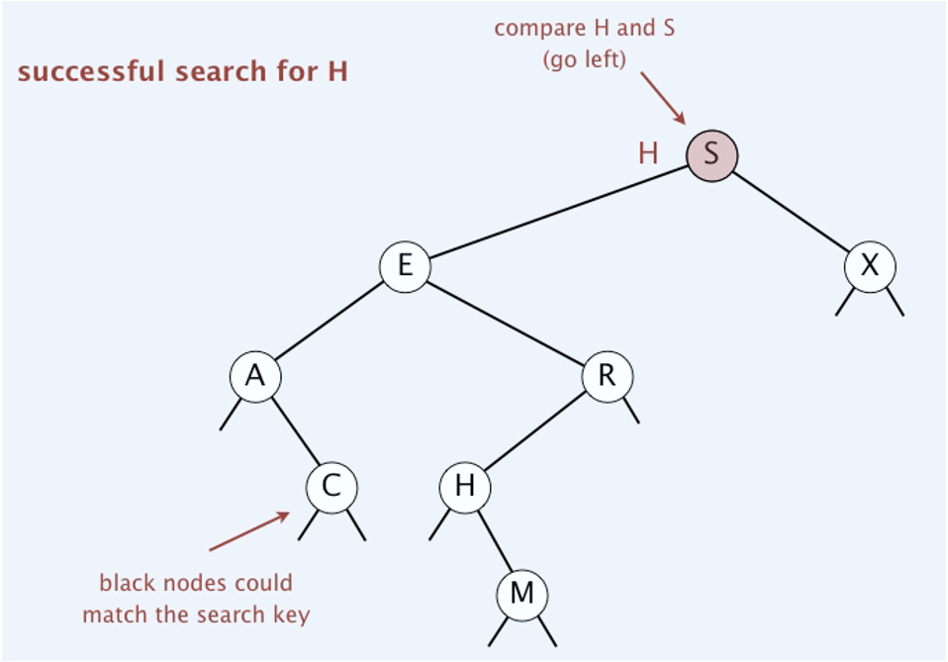 compare H and S
(go left)
successful search for H
H
S
E
X
A
R
C
H
black nodes could
match the search key
M